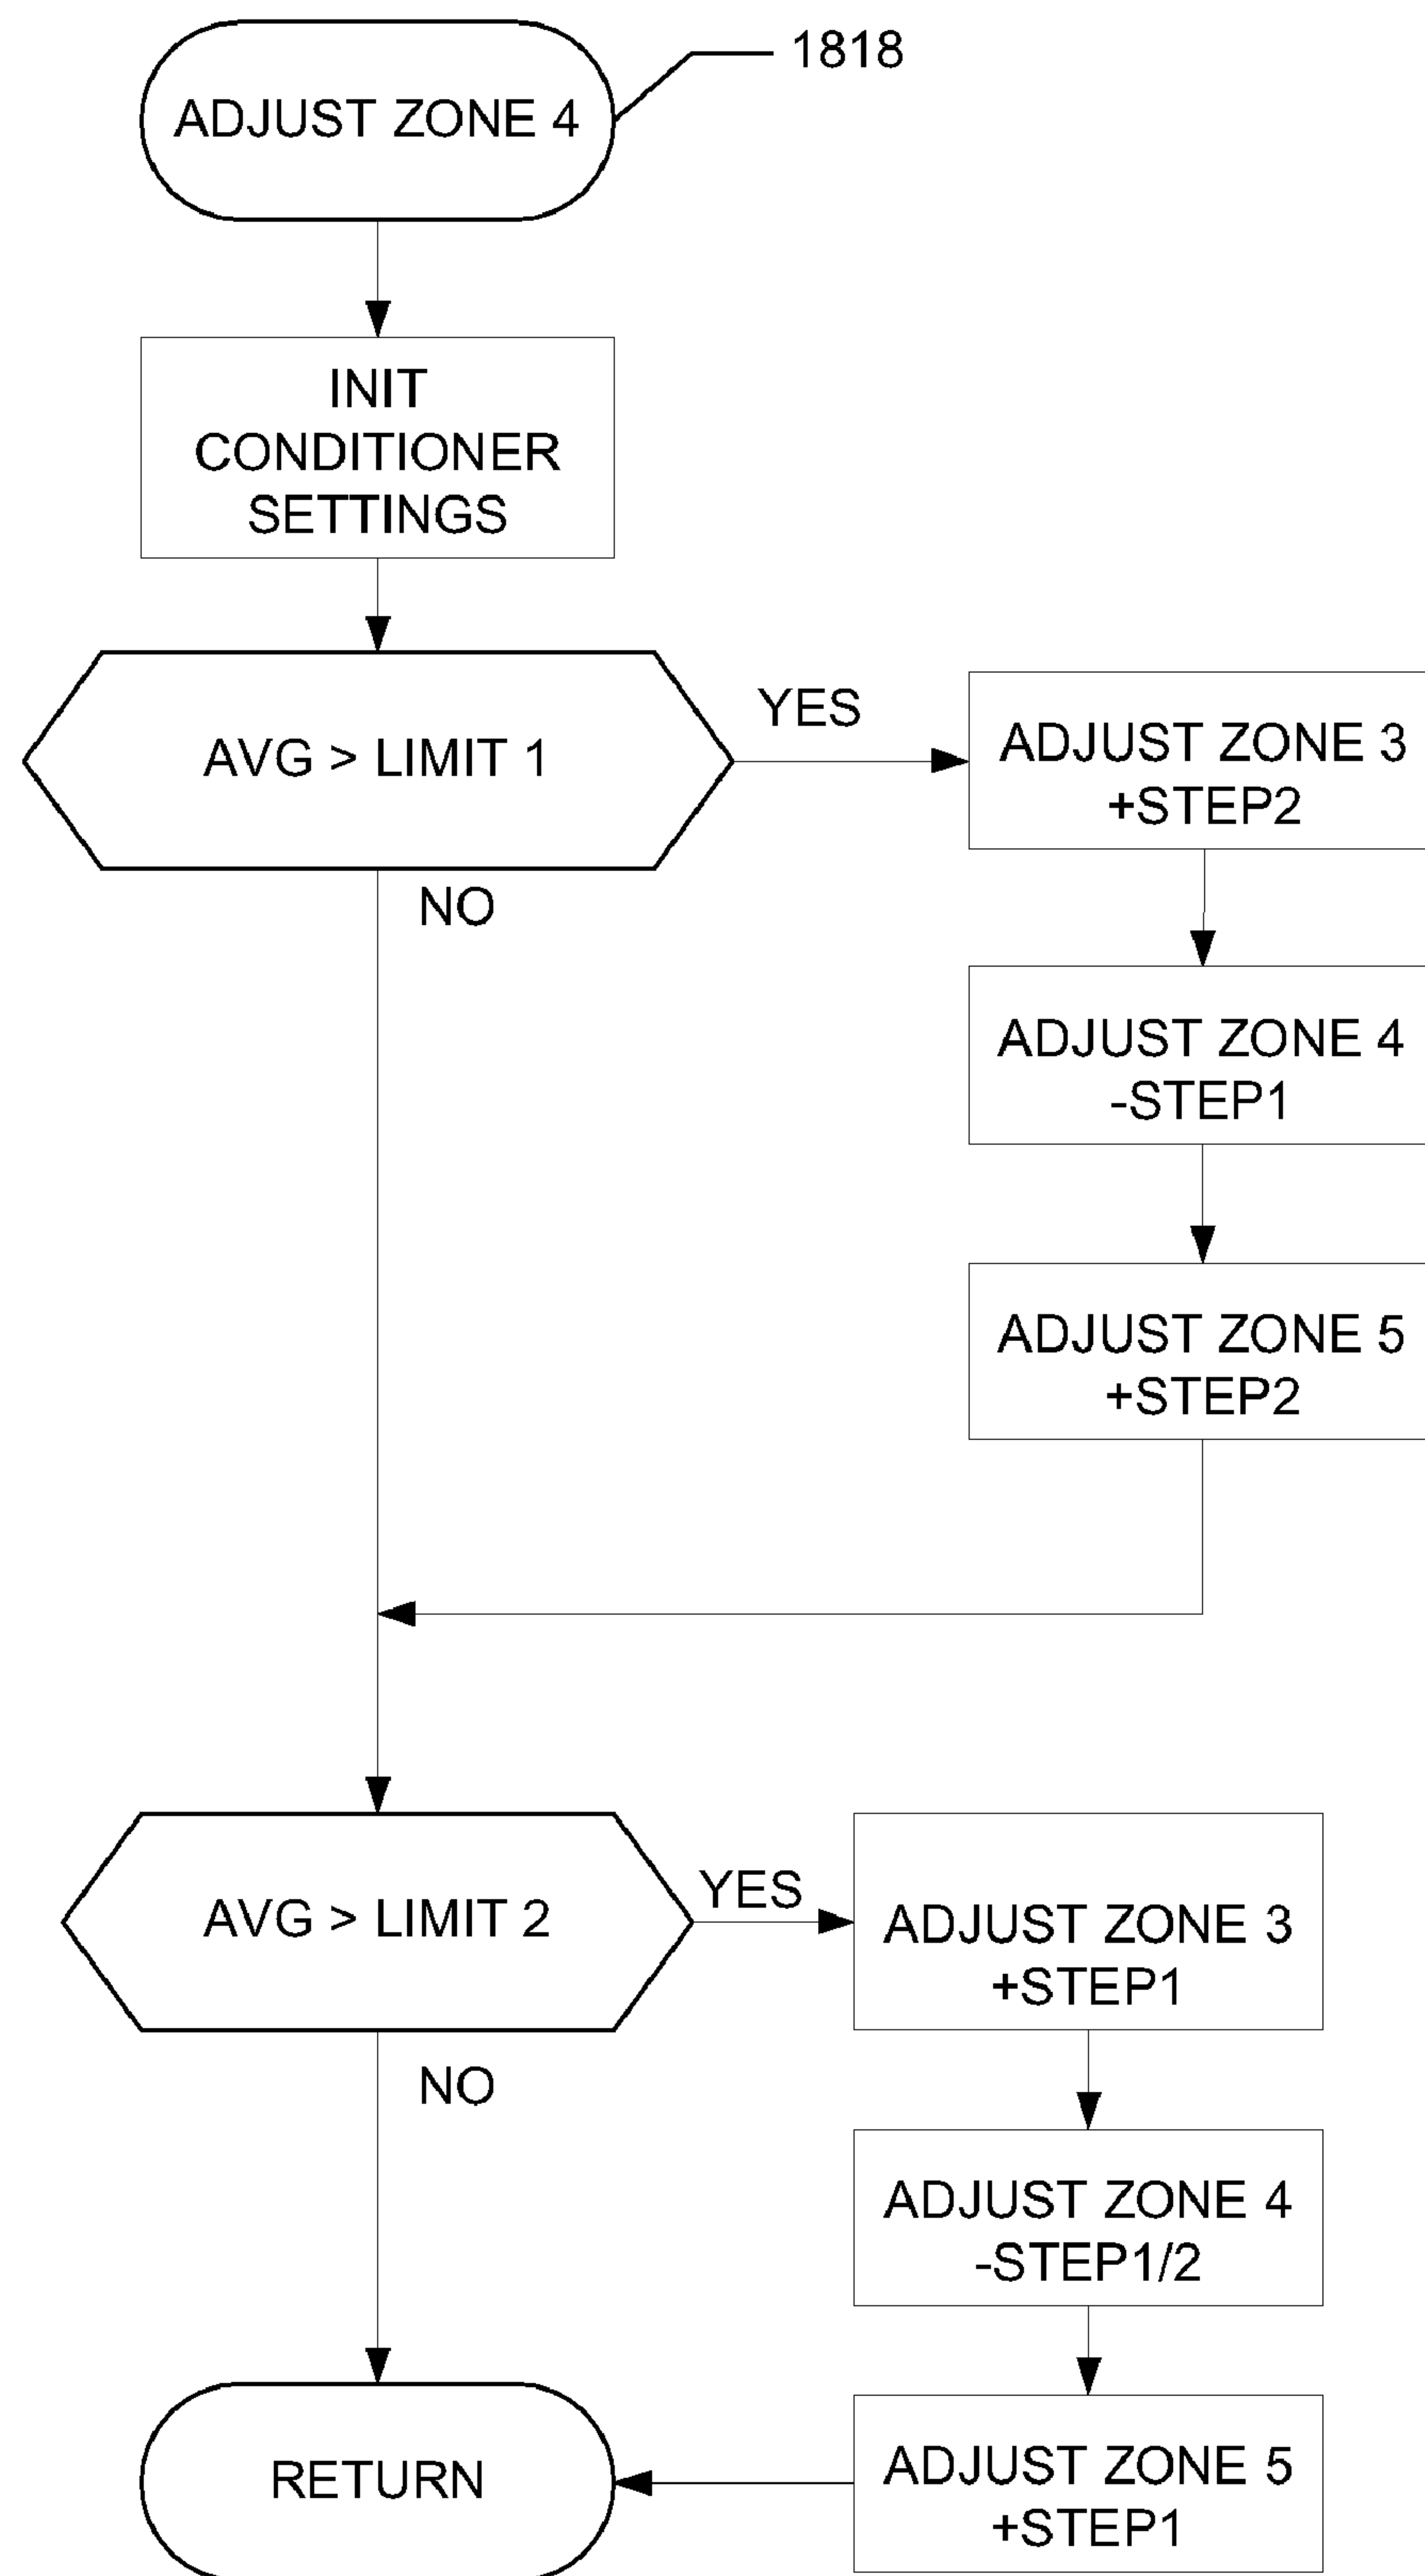 ADJUST ZONE 4
1818
INIT
CONDITIONER
SETTINGS
AVG > LIMIT 1
YES
NO
ADJUST ZONE 3
+STEP2
ADJUST ZONE 4
-STEP1
ADJUST ZONE 5
+STEP2
AVG > LIMIT 2
YES
NO
ADJUST ZONE 3
+STEP1
ADJUST ZONE 4
-STEP1/2
ADJUST ZONE 5
+STEP1
RETURN